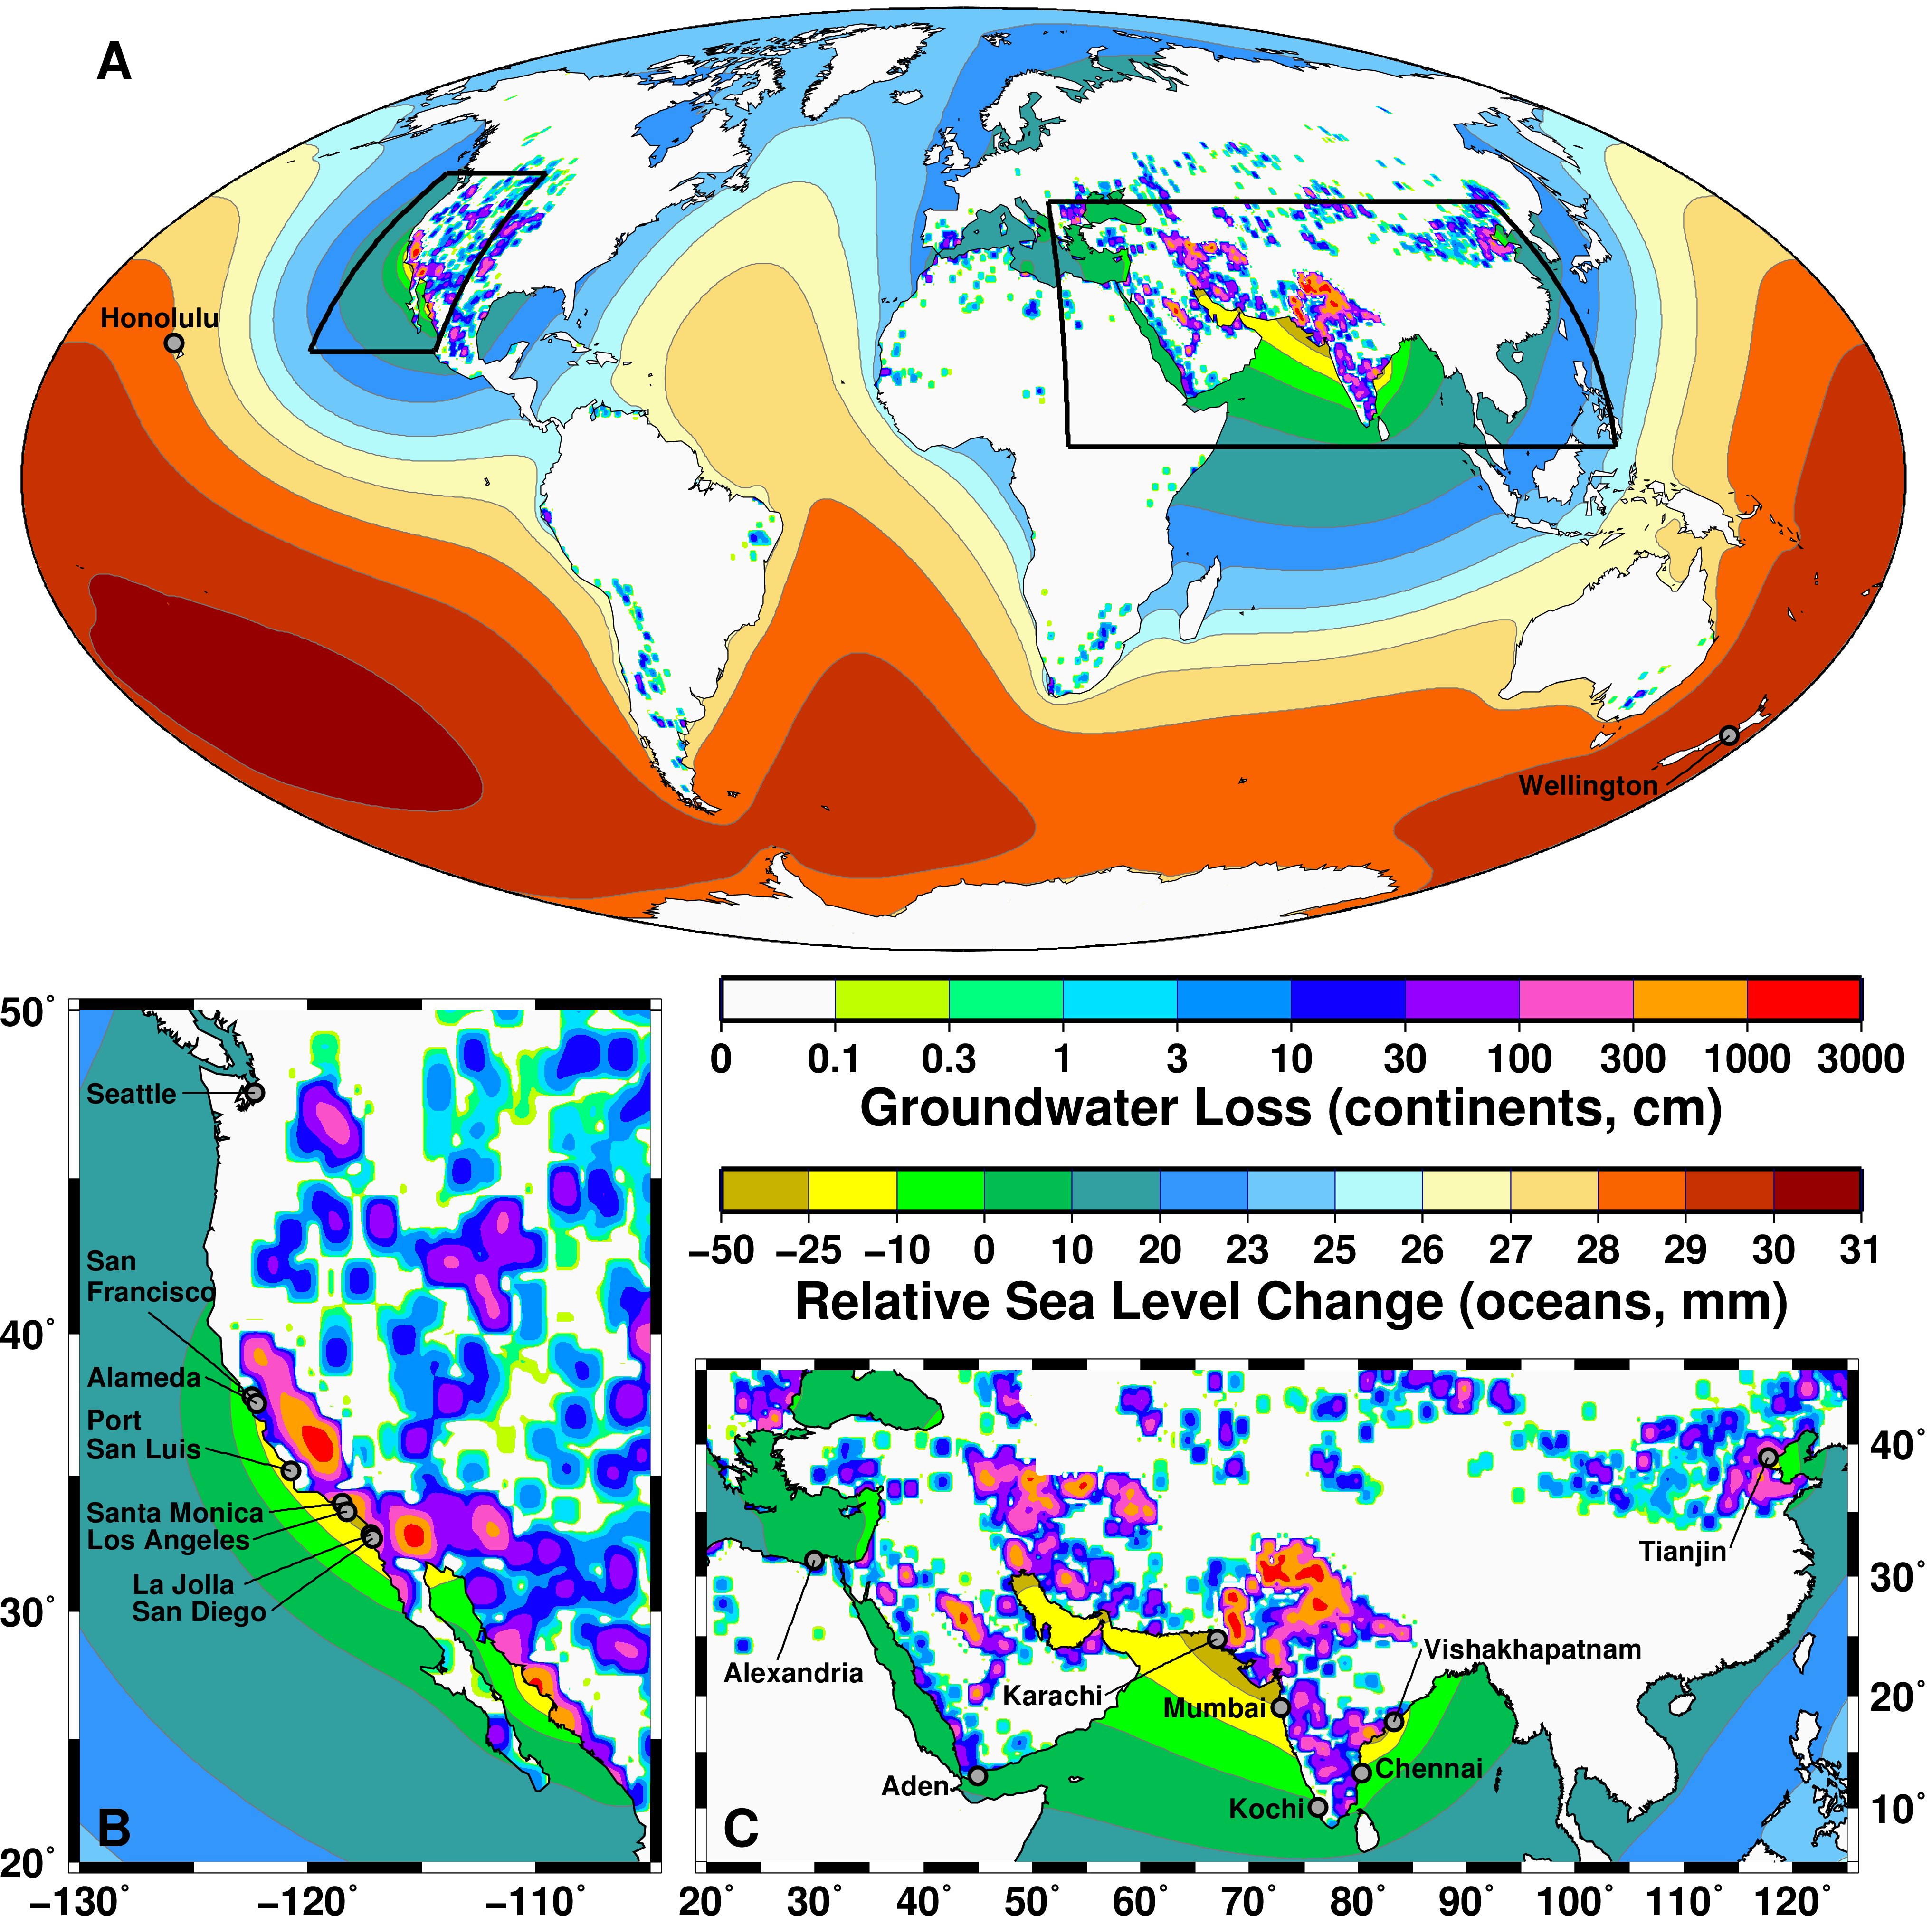 A
Honolulu
Wellington
0 0.1 0.3 1 3 10 30 100 300 1000 3000
Groundwater Loss (continents, cm)
−50 −25 −10 0 10 20 23 25 26 27 28 29 30 31
Relative Sea Level Change (oceans, mm)
50°
40°
30°
20°
Seattle
San
Francisco
Alameda
Port
San Luis
Santa Monica
Los Angeles
La Jolla
San Diego
B
−130° −120° −110°
40°
30°
20°
10°
Tianjin
Alexandria
Vishakhapatnam
Karachi
Mumbai
Chennai
Aden
Kochi
C
20° 30° 40° 50° 60° 70° 80° 90° 100° 110° 120°